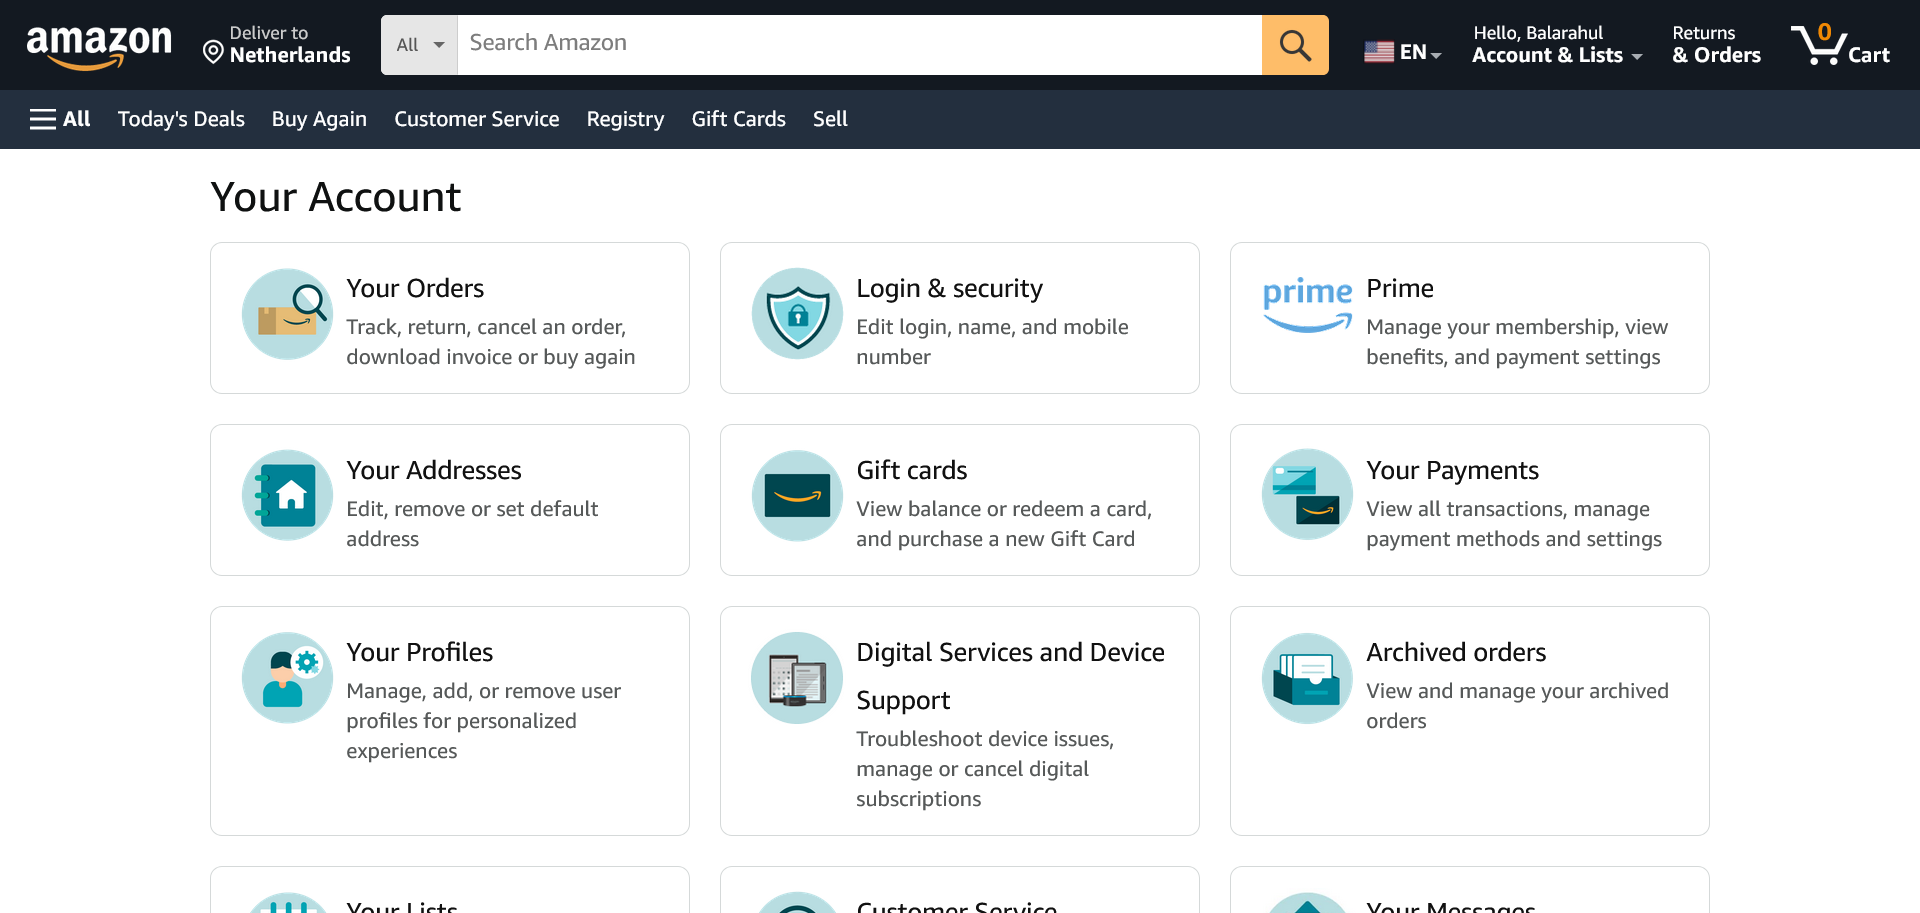 amazon
Deliver to
Netherlands
All
Search Amazon
EN
Hello, Balarahul
Account & Lists
Returns
& Orders
0
Cart
All
Today's Deals
Buy Again
Customer Service
Registry
Gift Cards
Sell
Your Account
Your Orders
Track, return, cancel an order,
download invoice or buy again
Login & security
Edit login, name, and mobile
number
prime
Prime
Manage your membership, view
benefits, and payment settings
Your Addresses
Edit, remove or set default
address
Gift cards
View balance or redeem a card,
and purchase a new Gift Card
Your Payments
View all transactions, manage
payment methods and settings
Your Profiles
Manage, add, or remove user
profiles for personalized
experiences
Digital Services and Device
Support
Troubleshoot device issues,
manage or cancel digital
subscriptions
Archived orders
View and manage your archived
orders
Your Lists
Customer Service
Your Messages